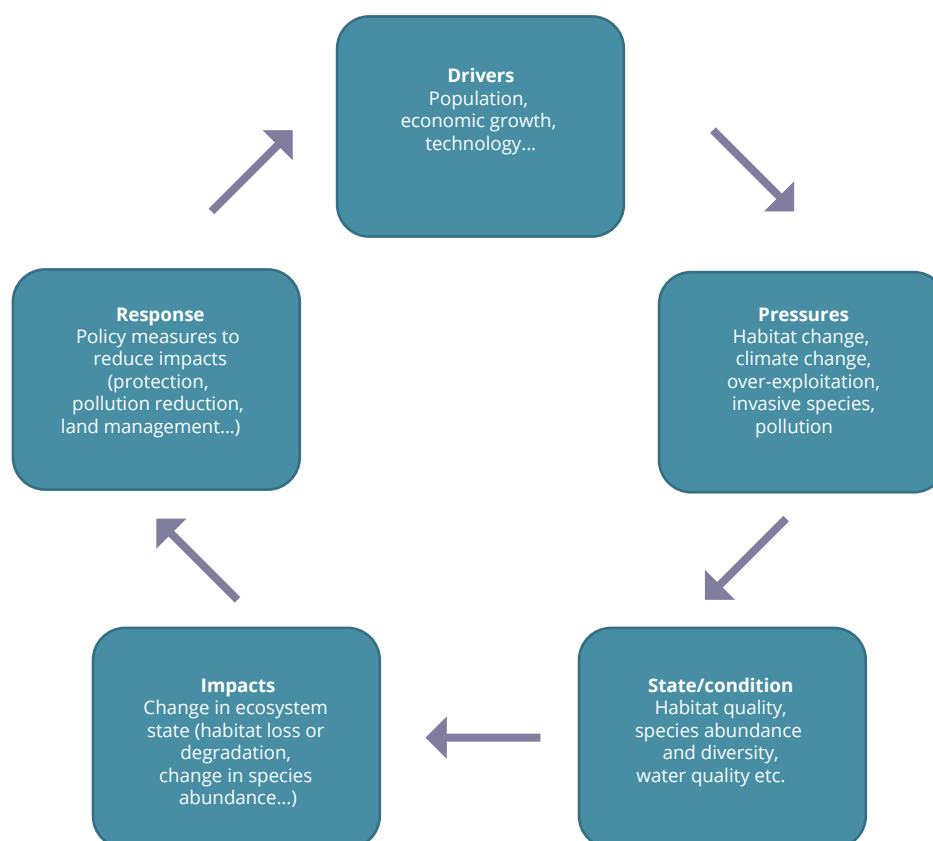 Drivers
Population,
economic growth,
technology...
Response
Policy measures to
reduce impacts
(protection,
pollution reduction,
land management...)
Pressures
Habitat change,
climate change,
over-exploitation,
invasive species,
pollution
Impacts
Change in ecosystem
state (habitat loss or
degradation,
change in species
abundance...)
State/condition
Habitat quality,
species abundance
and diversity,
water quality etc.